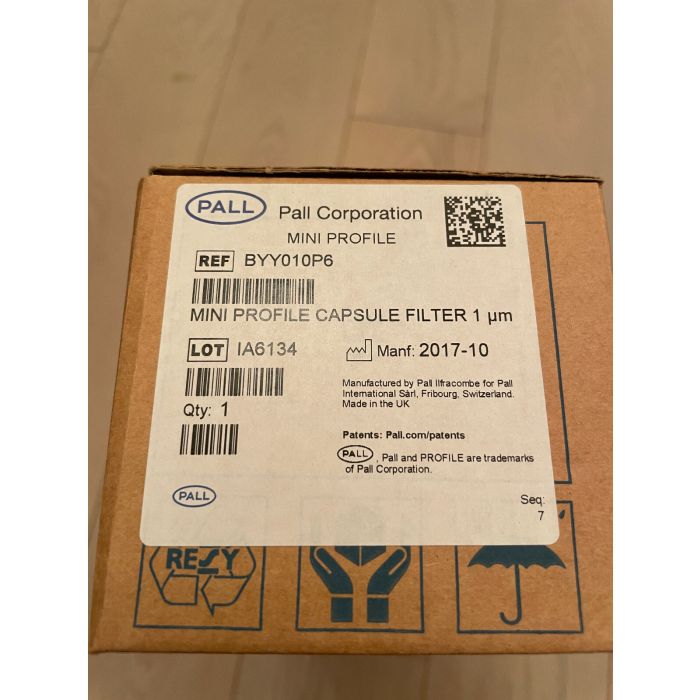 PALL
Pall Corporation
MINI PROFILE
REF BYY010P6
MINI PROFILE CAPSULE FILTER 1 µm
LOT IA6134
Manf: 2017-10
Manufactured by Pall Ilfracombe for Pall
International Sàrl, Fribourg, Switzerland.
Made in the UK
Qty: 1
Patents: Pall.com/patents
PALL , Pall and PROFILE are trademarks
of Pall Corporation.
PALL
Seq:
7
RESY